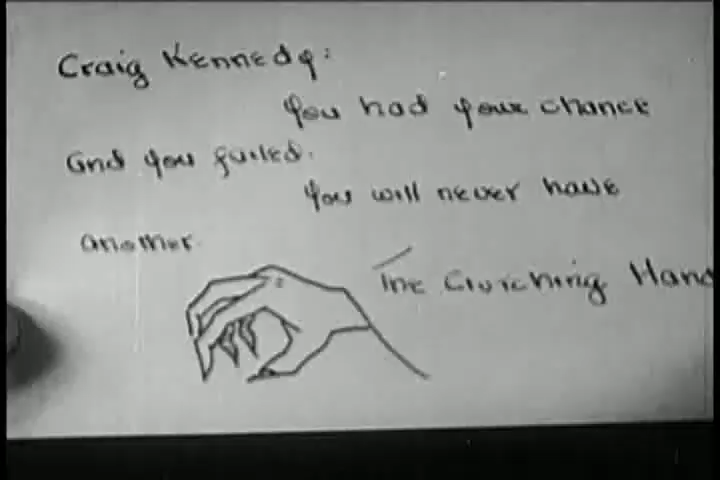 Craig Kennedy:
You had your chance
and you failed.
You will never have
another.
The Clutching Hand